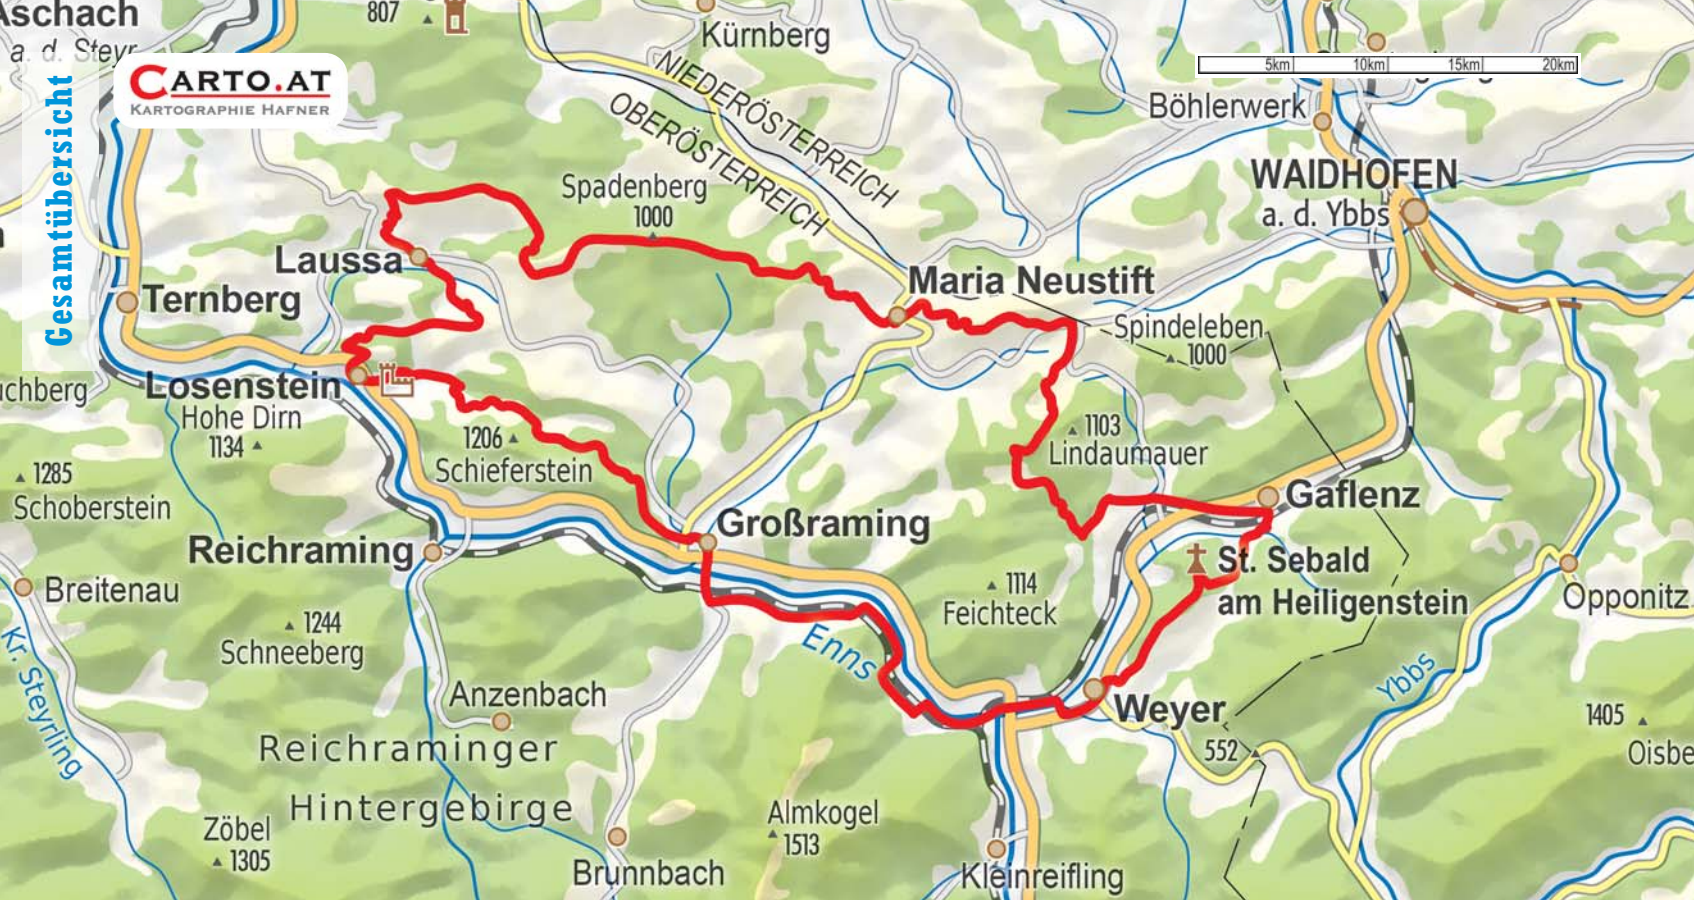 Aschach
a. d. Steyr
807
Kürnberg
CARTO.AT
KARTOGRAPHIE HAFNER
Gesamtübersicht
5km 10km 15km 20km
NIEDERÖSTERREICH
OBERÖSTERREICH
Böhlerwerk
WAIDHOFEN
a. d. Ybbs
Spadenberg
1000
Laussa
Ternberg
Maria Neustift
Spindeleben
1000
Losenstein
Hohe Dirn
1134
1206
Schieferstein
1103
Lindaumauer
1285
Schoberstein
Gaflenz
Großraming
Reichraming
St. Sebald
am Heiligenstein
Breitenau
1114
Feichteck
Opponitz
1244
Schneeberg
Enns
Kr. Steyrling
Ybbs
Anzenbach
Weyer
552
1405
Reichraminger
Hintergebirge
Zöbel
1305
Almkogel
1513
Brunnbach
Kleinreifling